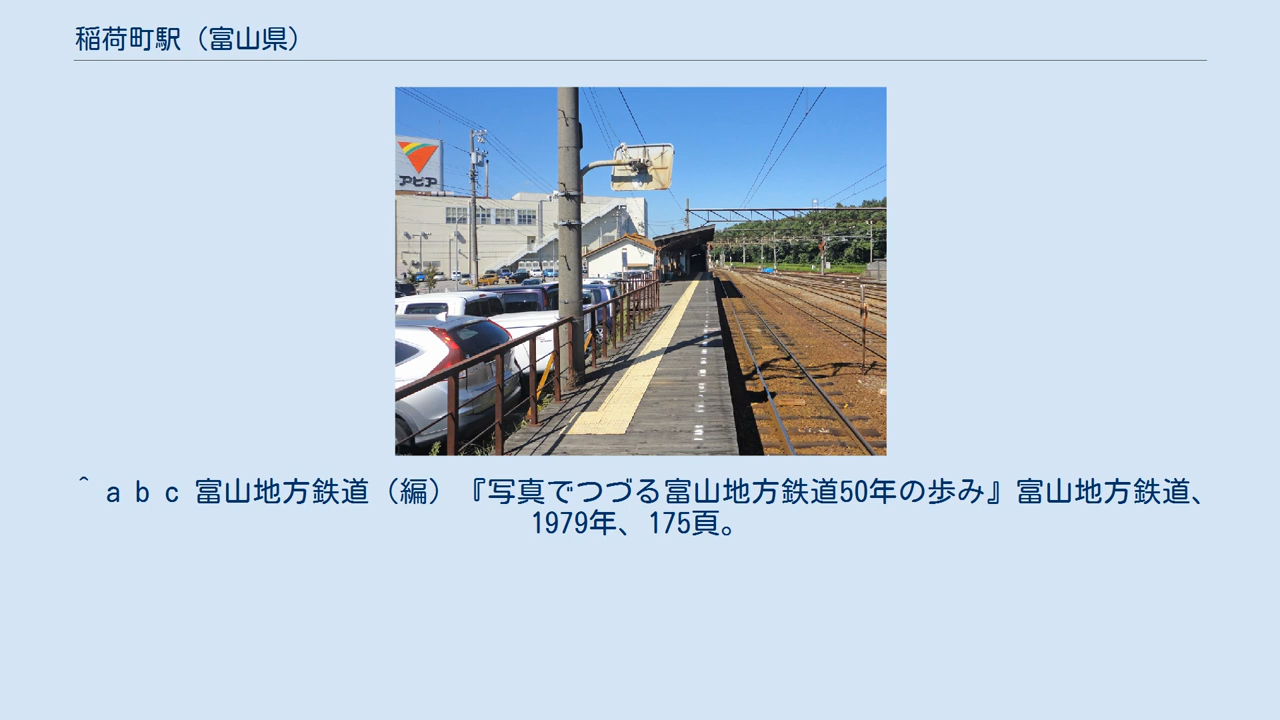 稲荷町駅（富山県）
アピア
^ a b c 富山地方鉄道（編）『写真でつづる富山地方鉄道50年の歩み』富山地方鉄道、
1979年、175頁。